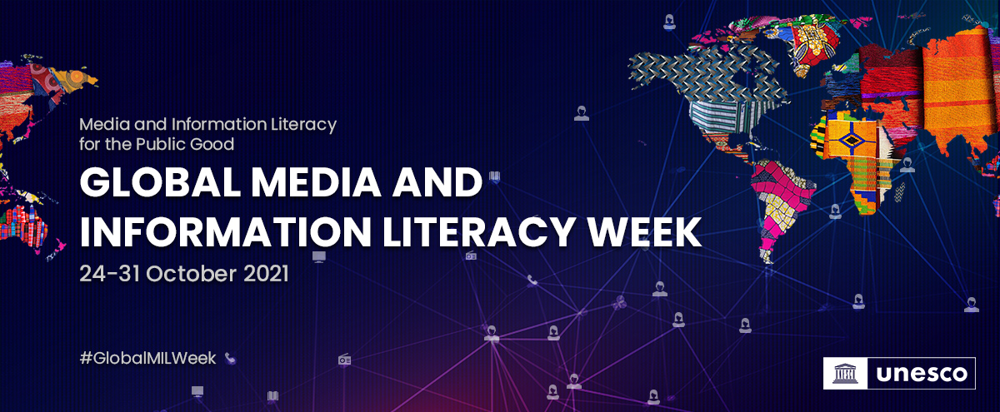 Media and Information Literacy
for the Public Good
GLOBAL MEDIA AND
INFORMATION LITERACY WEEK
24-31 October 2021
#GlobalMILWeek
unesco